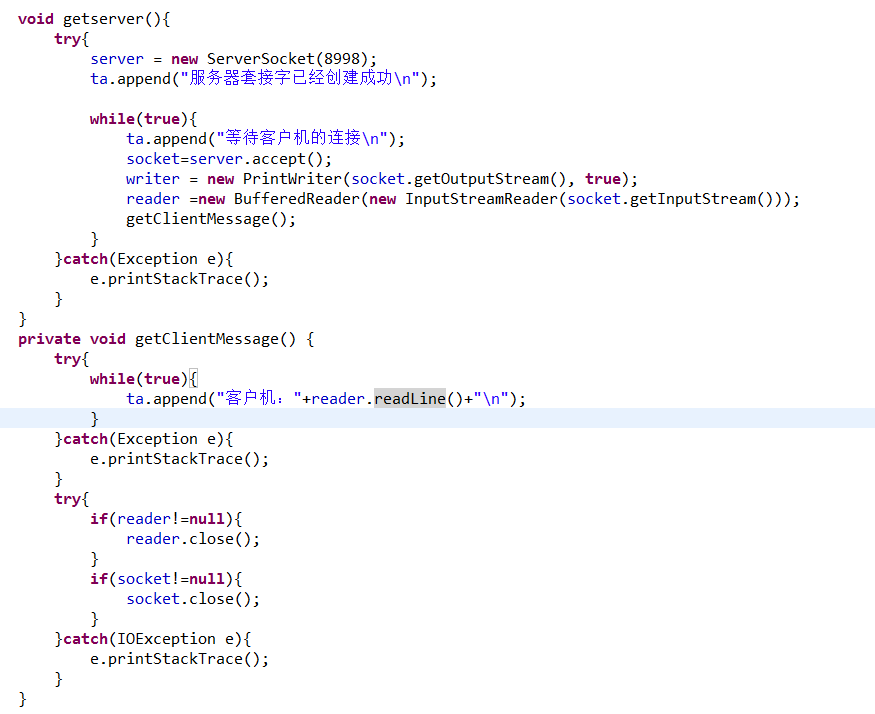 void getserver(){
    try{
        server = new ServerSocket(8998);
        ta.append("服务器套接字已经创建成功\n");

        while(true){
            ta.append("等待客户机的连接\n");
            socket=server.accept();
            writer = new PrintWriter(socket.getOutputStream(), true);
            reader =new BufferedReader(new InputStreamReader(socket.getInputStream()));
            getClientMessage();
        }
    }catch(Exception e){
        e.printStackTrace();
    }
}
private void getClientMessage() {
    try{
        while(true){
            ta.append("客户机："+reader.readLine()+"\n");
        }
    }catch(Exception e){
        e.printStackTrace();
    }
    try{
        if(reader!=null){
            reader.close();
        }
        if(socket!=null){
            socket.close();
        }
    }catch(IOException e){
        e.printStackTrace();
    }
}